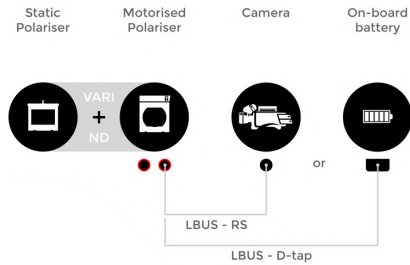 Static Polariser
Motorised Polariser
Camera
On-board battery
VARI
+
ND
or
LBUS - RS
LBUS - D-tap